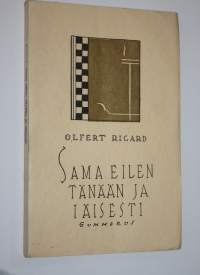 OLFERT RICARD
SAMA EILEN
TÄNÄÄN JA
IÄISESTI
GUMMERUS